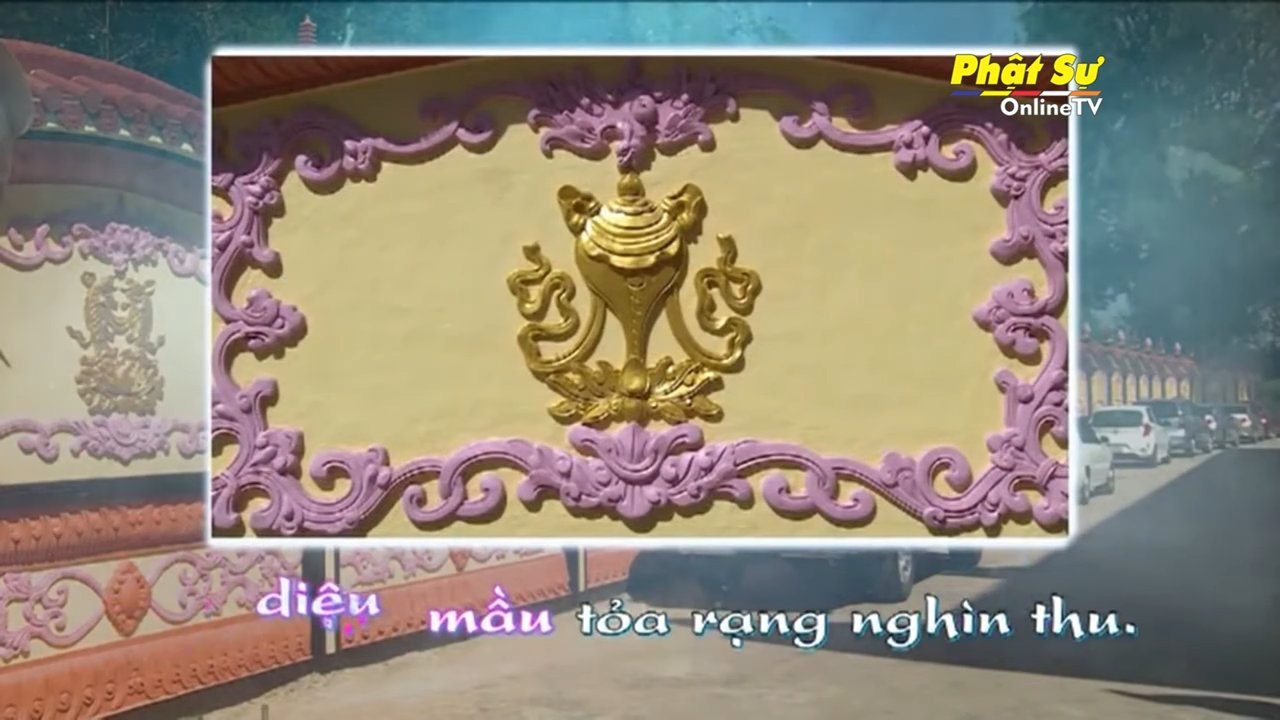 Phật Sự
OnlineTV
diệu mầu tỏa rạng nghìn thu.